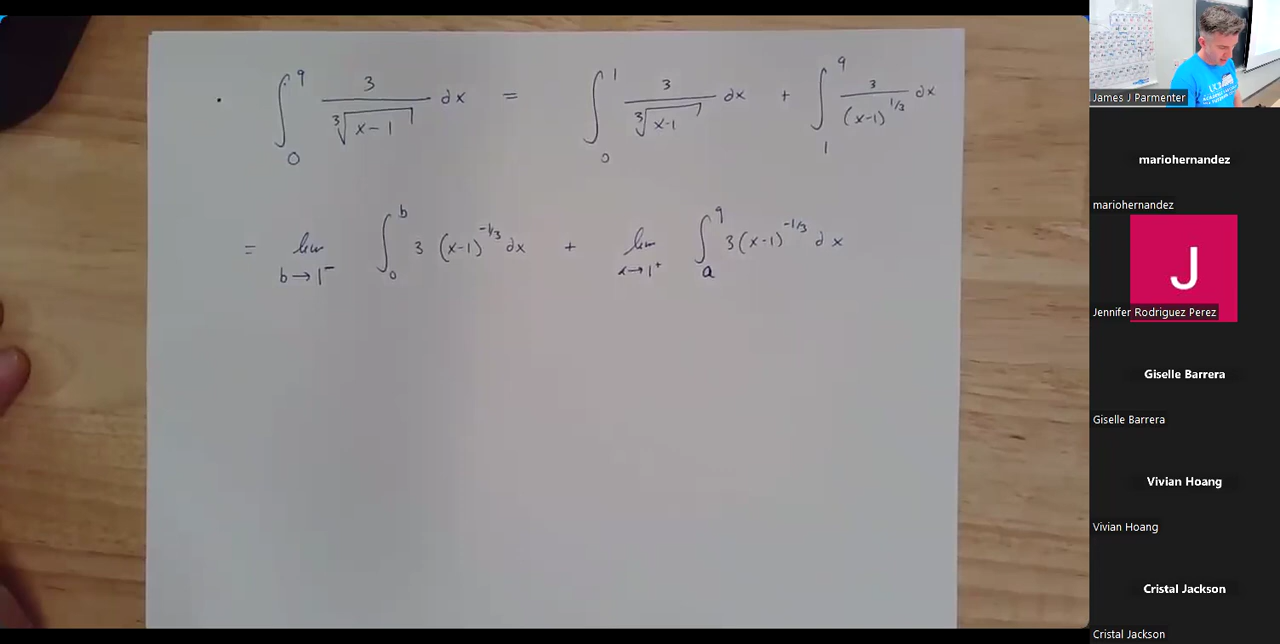 ∫₀⁹ 3/∛(x-1) dx = ∫₀¹ 3/∛(x-1) dx + ∫₁⁹ 3/(x-1)^(1/3) dx
= lim b→1⁻ ∫₀ᵇ 3 (x-1)^(-1/3) dx + lim a→1⁺ ∫ₐ⁹ 3(x-1)^(-1/3) dx
James J Parmenter
mariohernandez
mariohernandez
J
Jennifer Rodriguez Perez
Giselle Barrera
Giselle Barrera
Vivian Hoang
Vivian Hoang
Cristal Jackson
Cristal Jackson